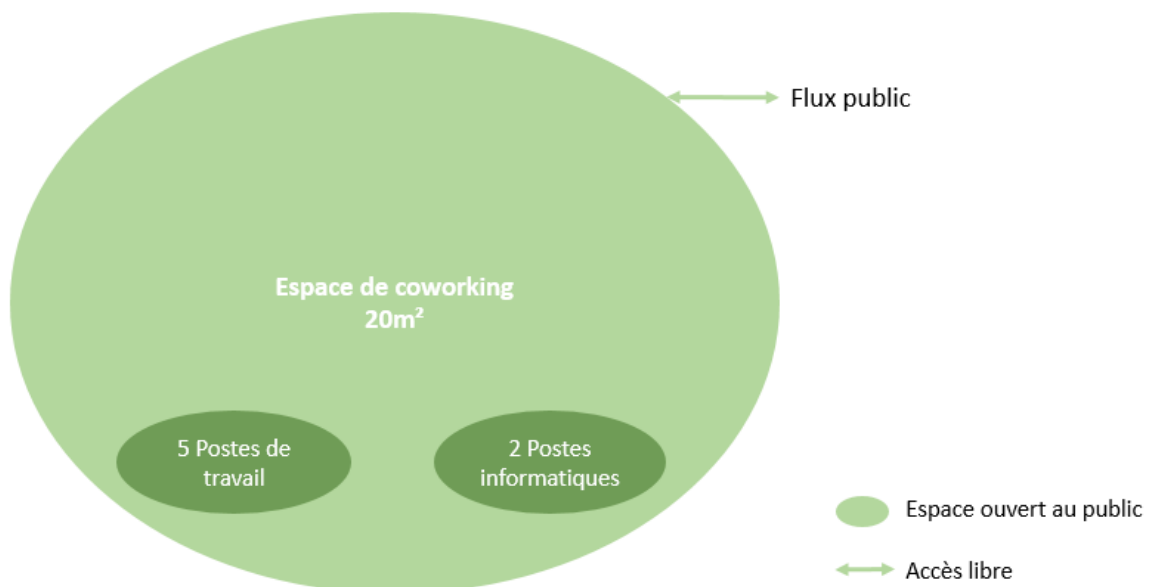 Flux public
Espace de coworking
20m²
5 Postes de
travail
2 Postes
informatiques
Espace ouvert au public
Accès libre